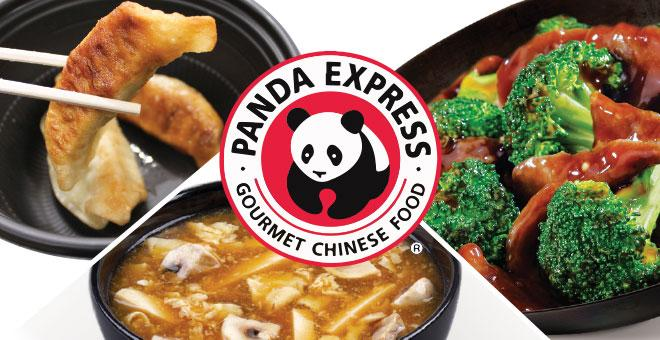 PANDA EXPRESS
GOURMET CHINESE FOOD
®